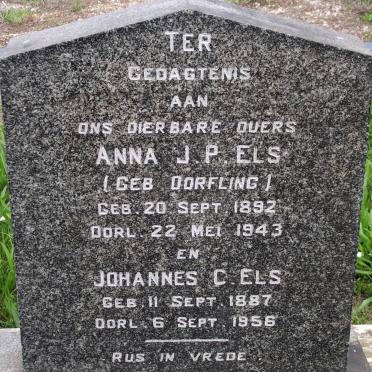 TER
GEDAGTENIS
AAN
ONS DIERBARE OUERS
ANNA J.P. ELS
(GEB DORFLING)
GEB. 20 SEPT. 1892
OORL. 22 MEI 1943
EN
JOHANNES C. ELS
GEB 11 SEPT. 1887
OORL. 6 SEPT. 1956
RUS IN VREDE.